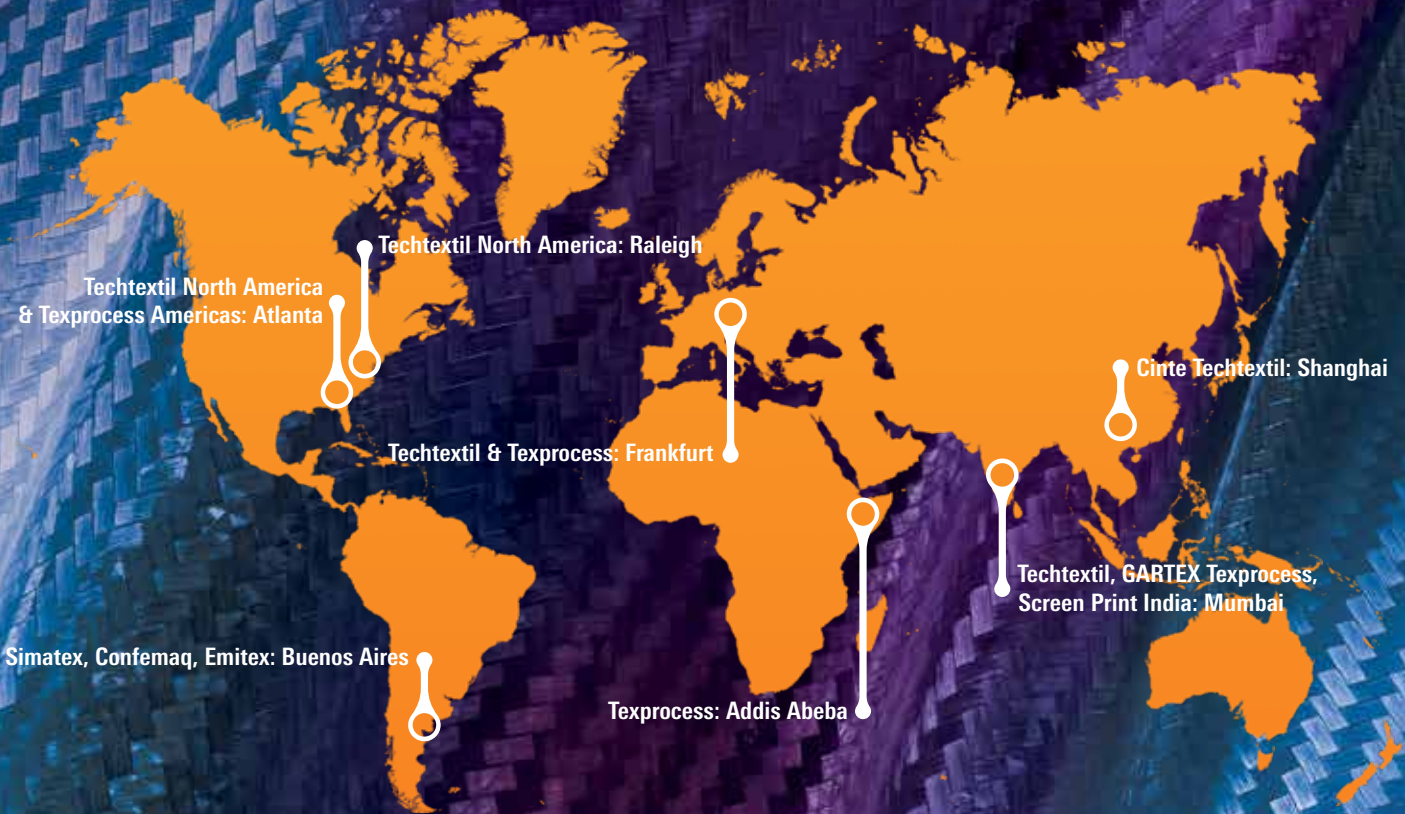 Techtextil North America: Raleigh
Techtextil North America
& Texprocess Americas: Atlanta
Cinte Techtextil: Shanghai
Techtextil & Texprocess: Frankfurt
Techtextil, GARTEX Texprocess,
Screen Print India: Mumbai
Simatex, Confemaq, Emitex: Buenos Aires
Texprocess: Addis Abeba